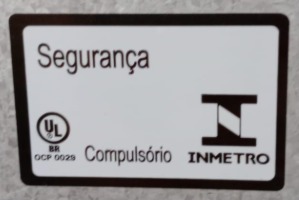 Segurança
UL
BR
OCP 0029
Compulsório
INMETRO